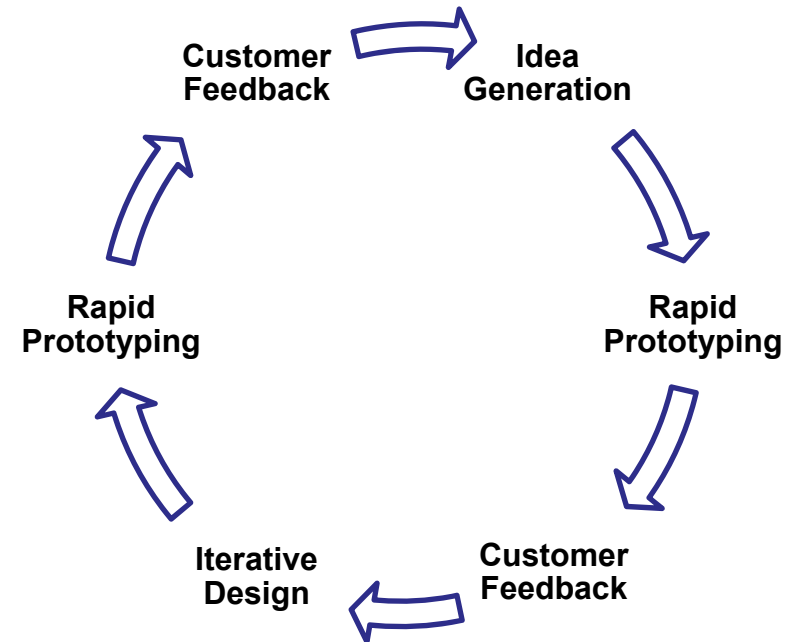 Customer
Feedback
Idea
Generation
Rapid
Prototyping
Customer
Feedback
Iterative
Design
Rapid
Prototyping